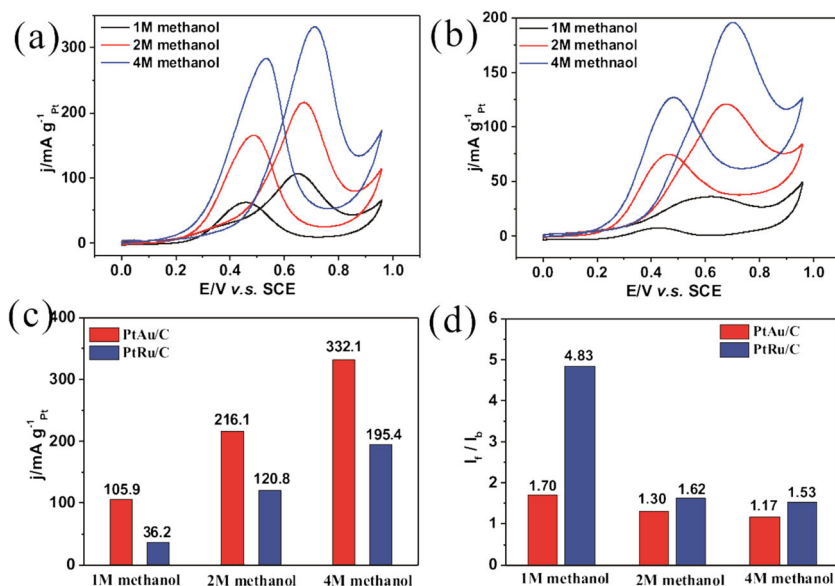 (a)
1M methanol
2M methanol
4M methanol
j/mA g⁻¹Pt
300
200
100
0
0.0 0.2 0.4 0.6 0.8 1.0
E/V v.s. SCE
(b)
1M methanol
2M methanol
4M methnaol
j/mA g⁻¹Pt
200
150
100
50
0
0.0 0.2 0.4 0.6 0.8 1.0
E/V v.s. SCE
(c)
PtAu/C
PtRu/C
j/mA g⁻¹Pt
400
300
200
100
0
105.9
36.2
216.1
120.8
332.1
195.4
1M methanol 2M methanol 4M methanol
(d)
PtAu/C
PtRu/C
If / Ib
6
5
4
3
2
1
0
1.70
4.83
1.30
1.62
1.17
1.53
1M methanol 2M methanol 4M methanol